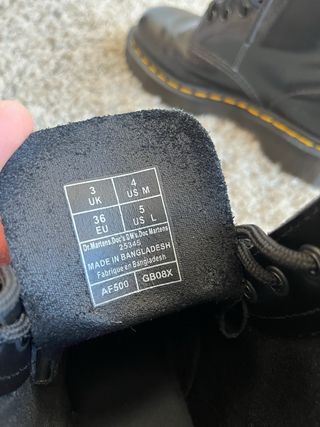 3 UK 4 US M
36 EU 5 US L
Dr.Martens.Doc's.DM's.Doc Martens
25345
MADE IN BANGLADESH
Fabriqué en Bangladesh
AF500 GB08X